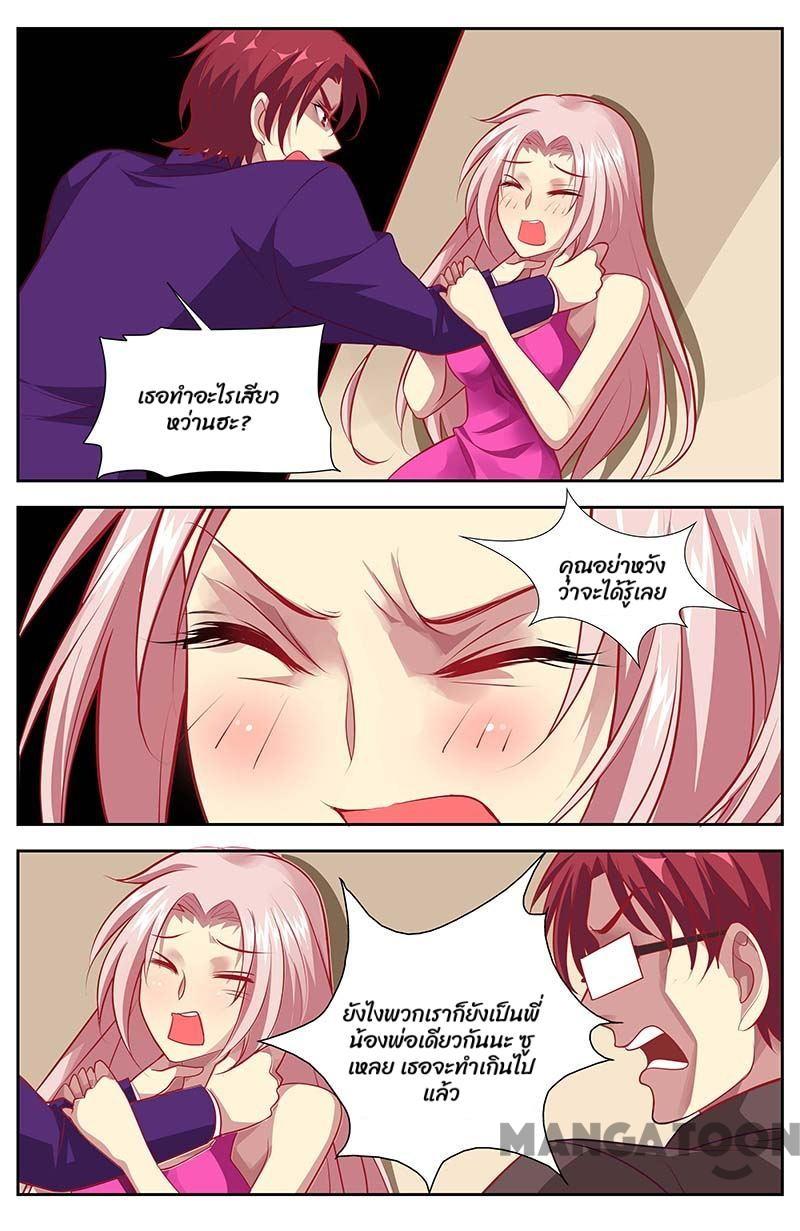 เธอทำอะไรเสียว
หว่านฮะ?
คุณอย่าหวัง
ว่าจะได้รู้เลย
ยังไงพวกเราก็ยังเป็นพี่
น้องพ่อเดียวกันนะ ซู
เหลย เธอจะทำเกินไป
แล้ว
MANGATOON